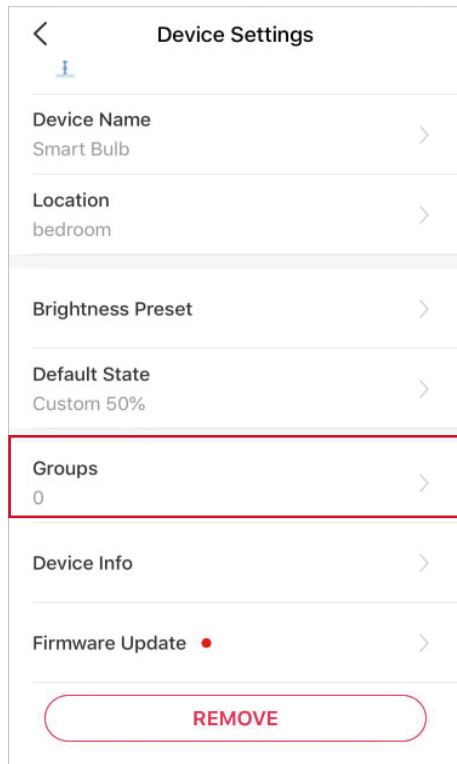 Device Settings
Device Name
Smart Bulb
Location
bedroom
Brightness Preset
Default State
Custom 50%
Groups
0
Device Info
Firmware Update
REMOVE